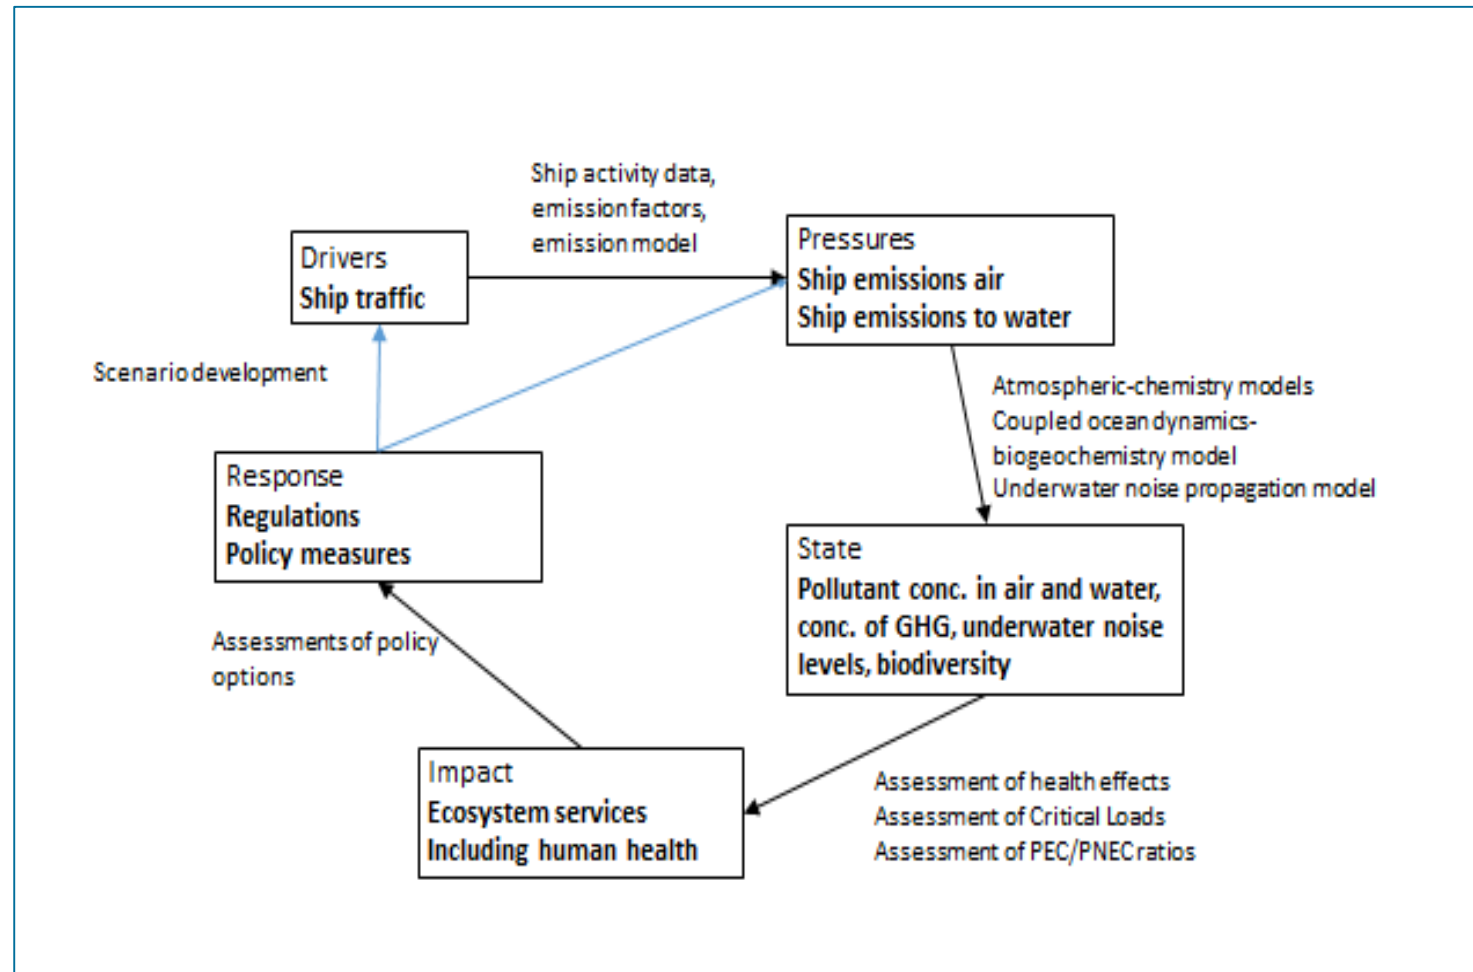 Ship activity data,
emission factors,
emission model
Drivers
Ship traffic
Pressures
Ship emissions air
Ship emissions to water
Scenario development
Atmospheric-chemistry models
Coupled ocean dynamics-
biogeochemistry model
Underwater noise propagation model
Response
Regulations
Policy measures
State
Pollutant conc. in air and water,
conc. of GHG, underwater noise
levels, biodiversity
Assessments of policy
options
Impact
Ecosystem services
Including human health
Assessment of health effects
Assessment of Critical Loads
Assessment of PEC/PNEC ratios